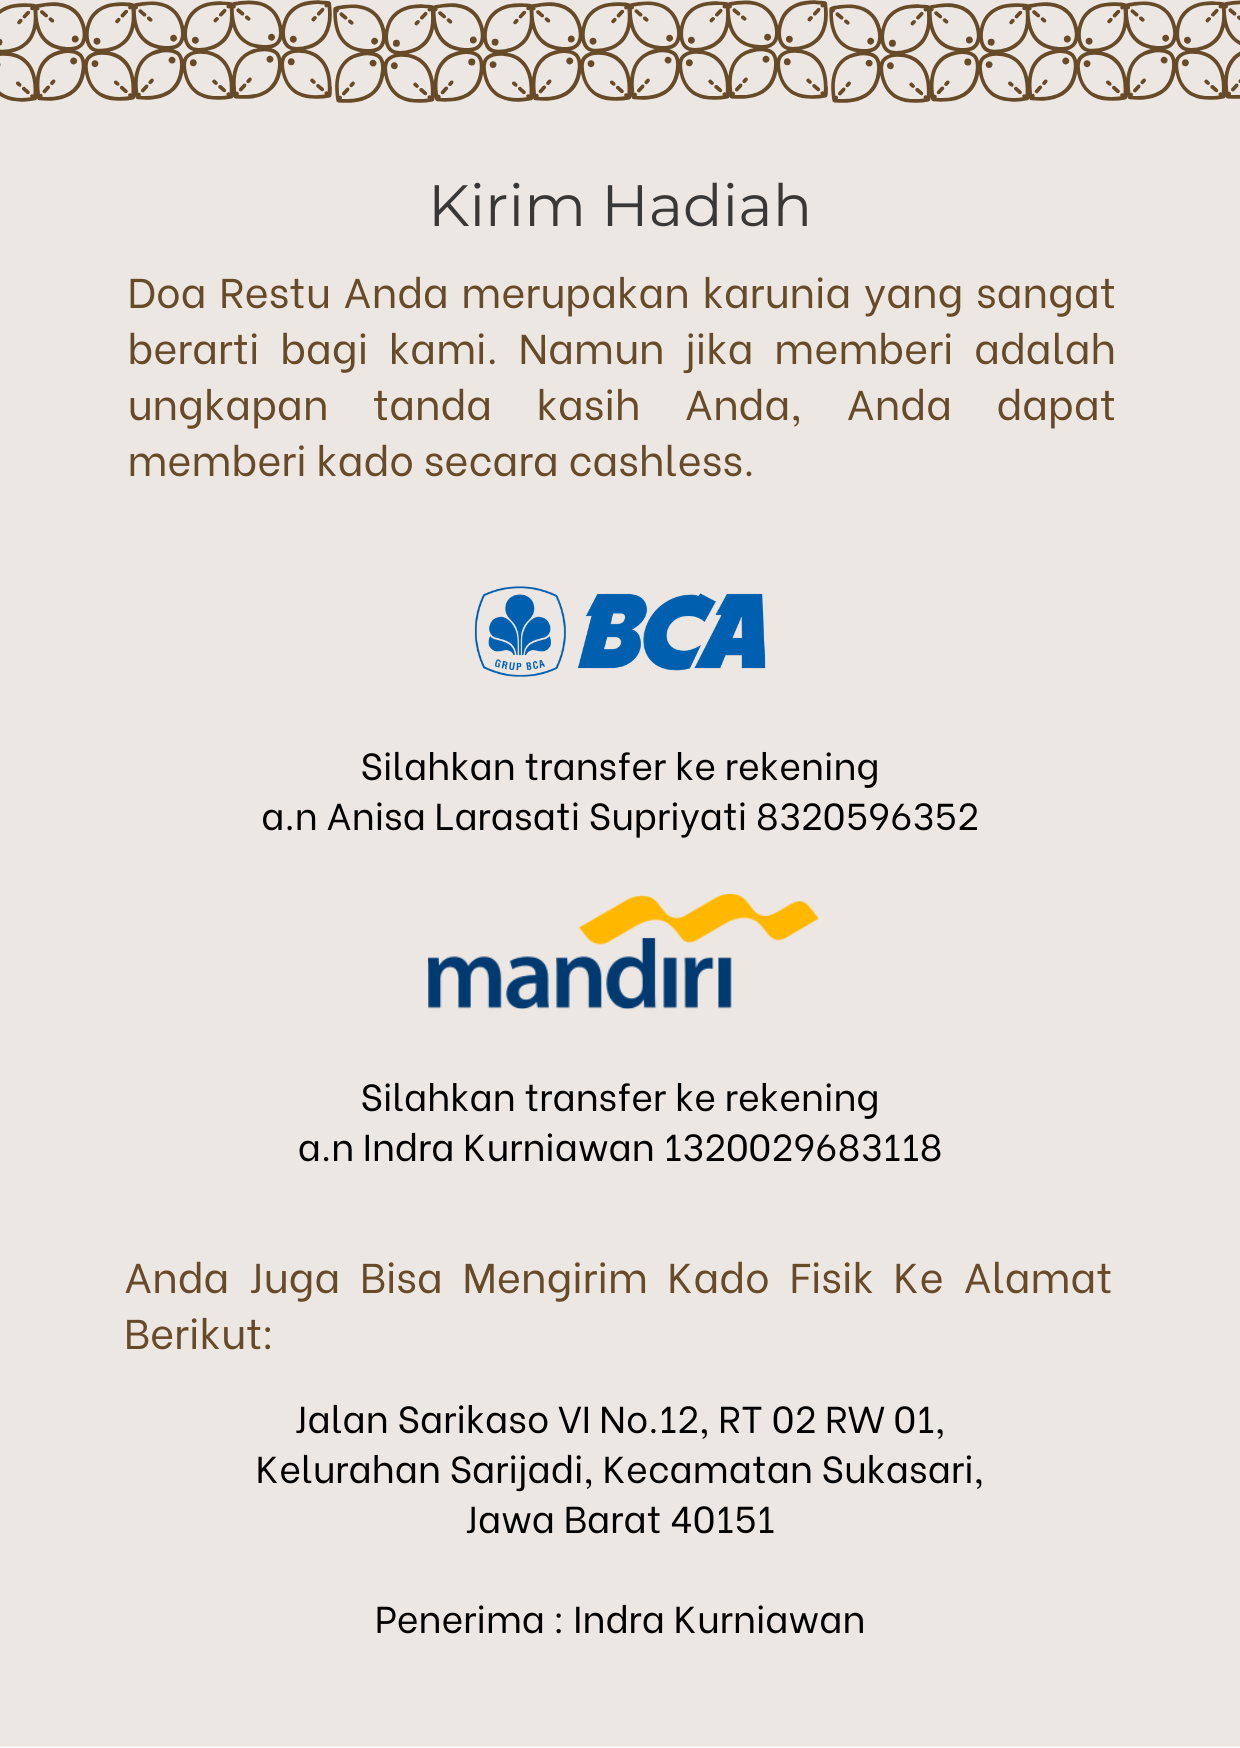 Kirim Hadiah
Doa Restu Anda merupakan karunia yang sangat
berarti bagi kami. Namun jika memberi adalah
ungkapan tanda kasih Anda, Anda dapat
memberi kado secara cashless.
GRUP BCA
BCA
Silahkan transfer ke rekening
a.n Anisa Larasati Supriyati 8320596352
mandiri
Silahkan transfer ke rekening
a.n Indra Kurniawan 1320029683118
Anda Juga Bisa Mengirim Kado Fisik Ke Alamat
Berikut:
Jalan Sarikaso VI No.12, RT 02 RW 01,
Kelurahan Sarijadi, Kecamatan Sukasari,
Jawa Barat 40151
Penerima : Indra Kurniawan